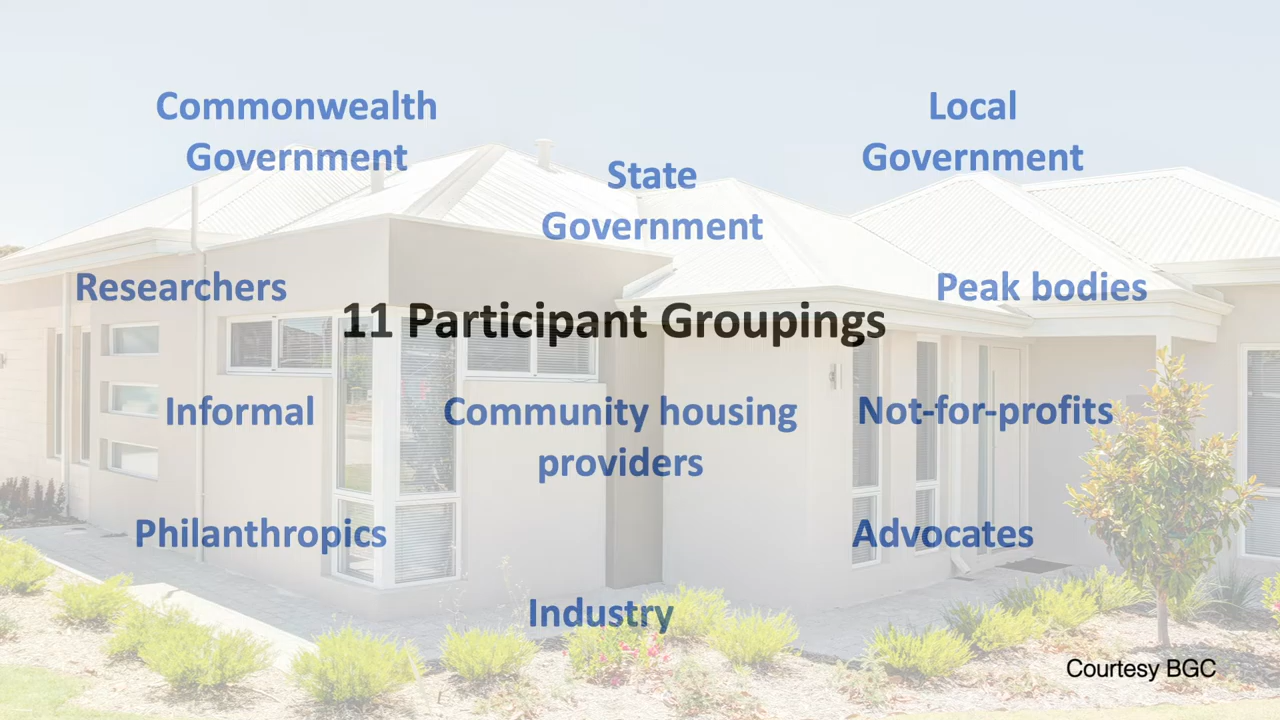 Commonwealth
Government
Local
Government
State
Government
Researchers
Peak bodies
11 Participant Groupings
Informal
Community housing
providers
Not-for-profits
Philanthropics
Advocates
Industry
Courtesy BGC